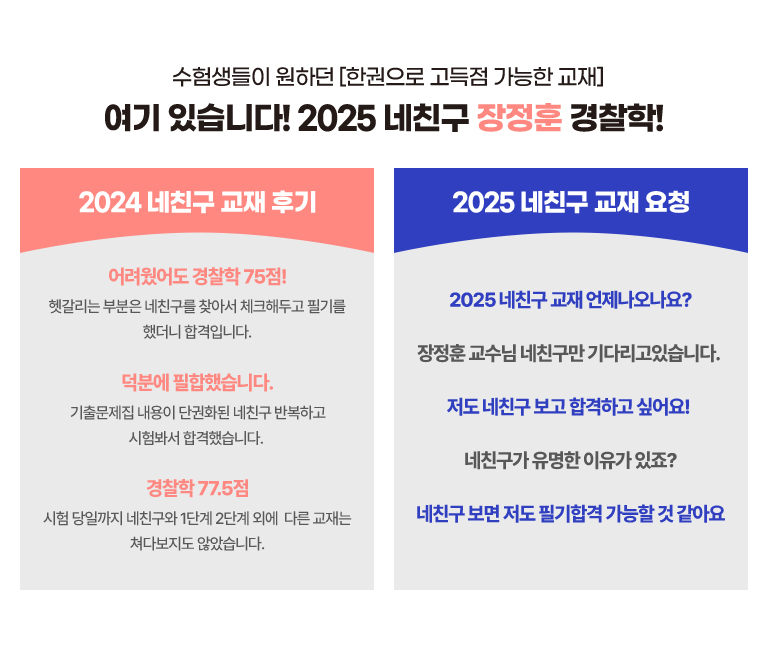 수험생들이 원하던 [한권으로 고득점 가능한 교재]
여기 있습니다! 2025 네친구 장정훈 경찰학!
2024 네친구 교재 후기
어려웠어도 경찰학 75점!
헷갈리는 부분은 네친구를 찾아서 체크해두고 필기를
했더니 합격입니다.
덕분에 필합했습니다.
기출문제집 내용이 단권화된 네친구 반복하고
시험봐서 합격했습니다.
경찰학 77.5점
시험 당일까지 네친구와 1단계 2단계 외에 다른 교재는
쳐다보지도 않았습니다.
2025 네친구 교재 요청
2025 네친구 교재 언제나오나요?
장정훈 교수님 네친구만 기다리고있습니다.
저도 네친구 보고 합격하고 싶어요!
네친구가 유명한 이유가 있죠?
네친구 보면 저도 필기합격 가능할 것 같아요